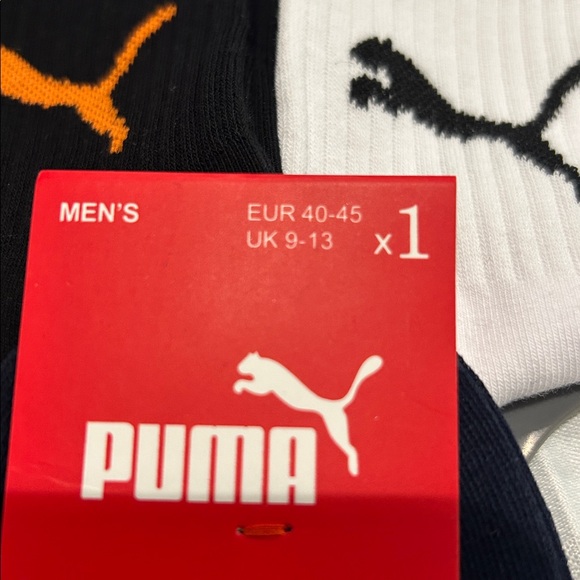 MEN'S
EUR 40-45
UK 9-13
x1
PUMA